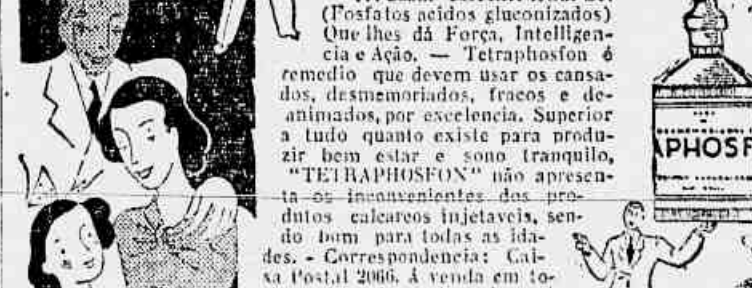 (Fosfatos acidos gluconizados)
Que lhes dá Força, Intelligen-
cia e Ação. — Tetraphosfon é
remedio que devem usar os cansa-
dos, desmemoriados, fracos e de-
animados, por excelencia. Superior
a tudo quanto existe para produ-
zir bem estar e sono tranquilo,
"TETRAPHOSFON" não apresen-
ta os inconvenientes dos pro-
dutos calcareos injetaveis, sen-
do bom para todas as ida-
des. - Correspondencia: Cai-
xa Postal 2066. Á venda em to-
APHOSF